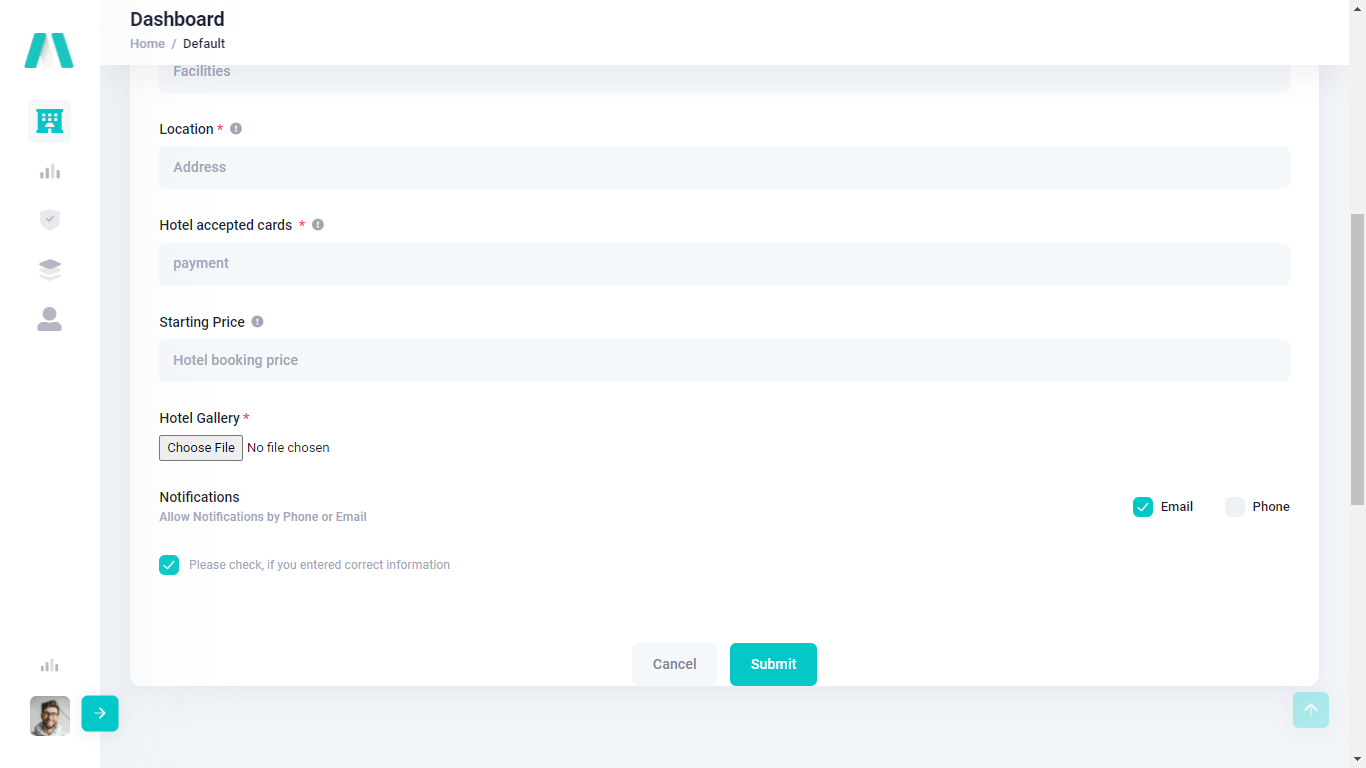 Dashboard
Home / Default
Facilities
Location *
Address
Hotel accepted cards *
payment
Starting Price
Hotel booking price
Hotel Gallery *
Choose File No file chosen
Notifications
Allow Notifications by Phone or Email
Email
Phone
Please check, if you entered correct information
Cancel
Submit